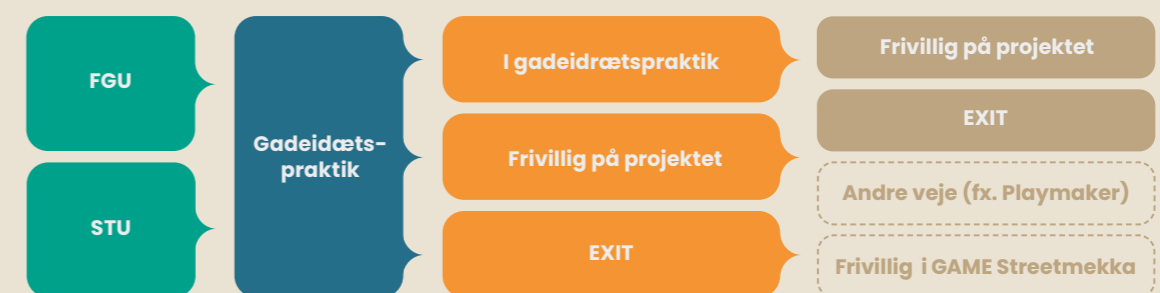 FGU
STU
Gadeidæts-
praktik
I gadeidrætspraktik
Frivillig på projektet
EXIT
Frivillig på projektet
EXIT
Andre veje (fx. Playmaker)
Frivillig i GAME Streetmekka